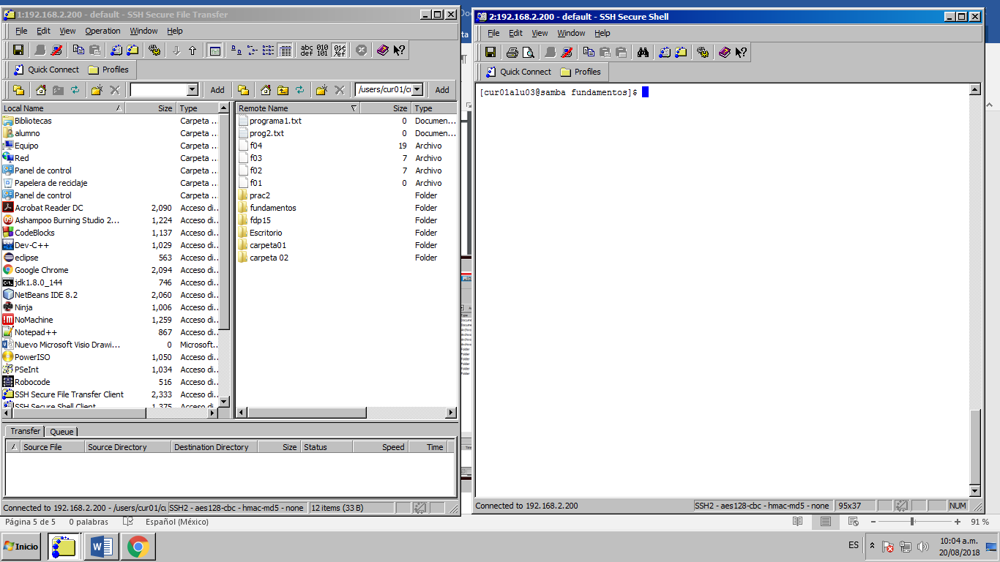 1:192.168.2.200 - default - SSH Secure File Transfer
File Edit View Operation Window Help
abc def 010 101
Quick Connect Profiles
Add /users/cur01/cu Add
Local Name Size Type
Bibliotecas Carpeta ...
alumno Carpeta ...
Equipo Carpeta ...
Red Carpeta ...
Panel de control Carpeta ...
Papelera de reciclaje Carpeta ...
Panel de control Carpeta ...
Acrobat Reader DC 2,090 Acceso di...
Ashampoo Burning Studio 2... 1,224 Acceso di...
CodeBlocks 1,137 Acceso di...
Dev-C++ 1,029 Acceso di...
eclipse 563 Acceso di...
Google Chrome 2,094 Acceso di...
jdk1.8.0_144 746 Acceso di...
NetBeans IDE 8.2 2,060 Acceso di...
Ninja 1,006 Acceso di...
NoMachine 1,259 Acceso di...
Notepad++ 867 Acceso di...
Nuevo Microsoft Visio Drawi... 0 Microsoft...
PowerISO 1,050 Acceso di...
PSeInt 1,034 Acceso di...
Robocode 516 Acceso di...
SSH Secure File Transfer Client 2,333 Acceso di...
SSH Secure Shell Client 1,375 Acceso di...
Remote Name Size Type
programa1.txt 0 Documen...
prog2.txt 0 Documen...
f04 19 Archivo
f03 7 Archivo
f02 7 Archivo
f01 0 Archivo
prac2 Folder
fundamentos Folder
fdp15 Folder
Escritorio Folder
carpeta01 Folder
carpeta 02 Folder
Transfer Queue
Source File Source Directory Destination Directory Size Status Speed Time
Connected to 192.168.2.200 - /users/cur01/cu SSH2 - aes128-cbc - hmac-md5 - none 12 items (33 B)
2:192.168.2.200 - default - SSH Secure Shell
File Edit View Window Help
Quick Connect Profiles
[cur01alu03@samba fundamentos]$
Connected to 192.168.2.200 SSH2 - aes128-cbc - hmac-md5 - none 95x37 NUM
Página 5 de 5 0 palabras Español (México) 91 %
Inicio ES 10:04 a.m.
20/08/2018